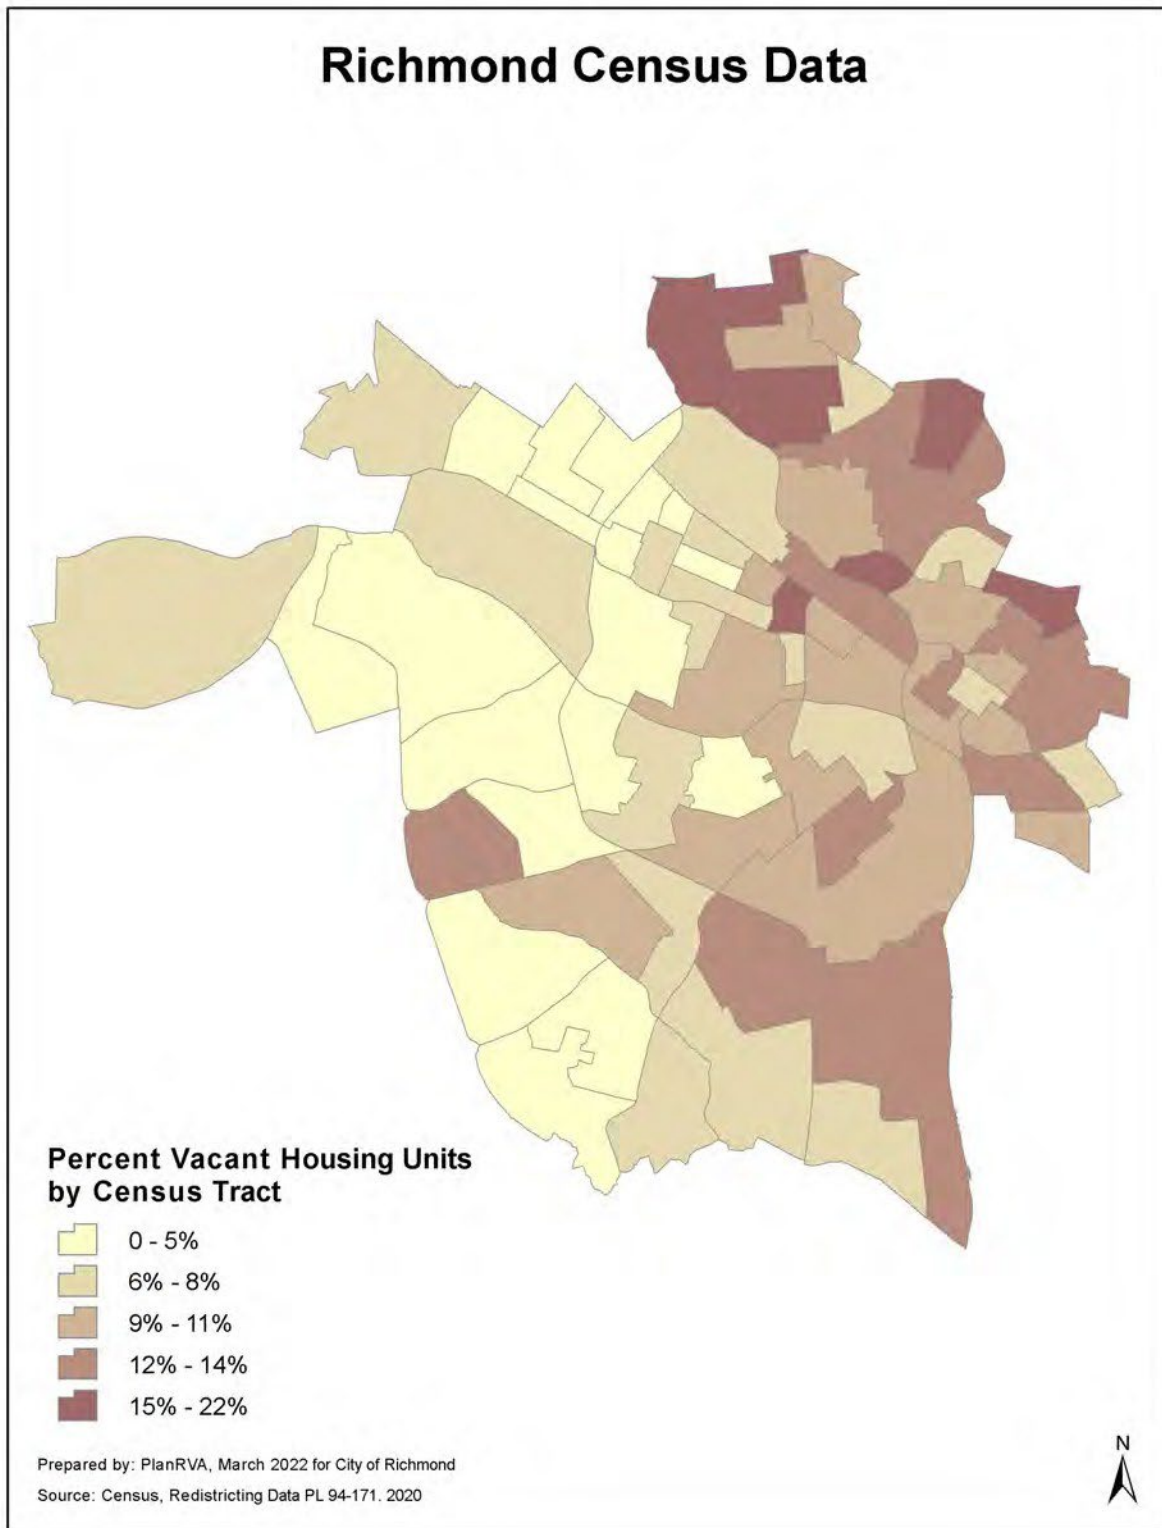 Richmond Census Data
Percent Vacant Housing Units
by Census Tract
0 - 5%
6% - 8%
9% - 11%
12% - 14%
15% - 22%
Prepared by: PlanRVA, March 2022 for City of Richmond
Source: Census, Redistricting Data PL 94-171. 2020
N